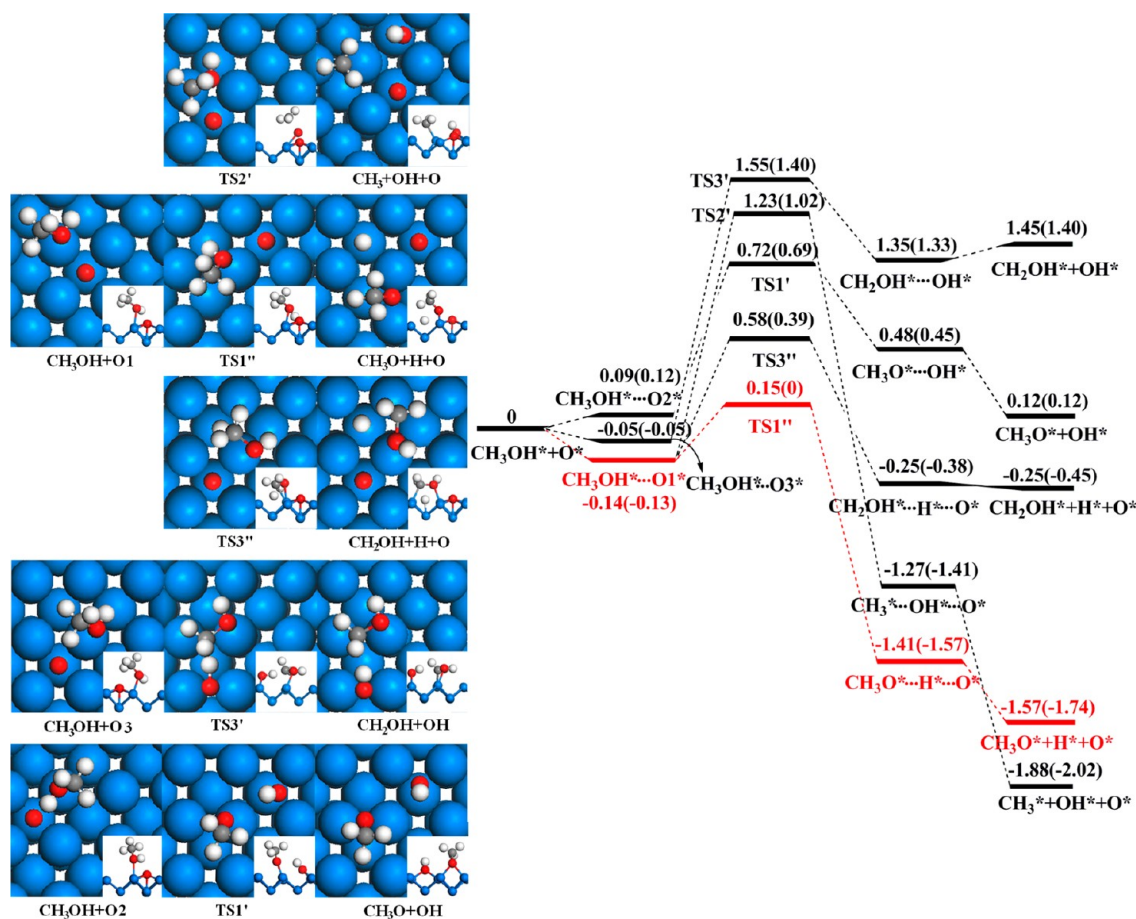 TS2' CH₃+OH+O
CH₃OH+O1 TS1'' CH₃O+H+O
TS3'' CH₂OH+H+O
CH₃OH+O3 TS3' CH₂OH+OH
CH₃OH+O2 TS1' CH₃O+OH
0
CH₃OH*+O*
0.09(0.12)
CH₃OH*···O2*
-0.05(-0.05)
CH₃OH*···O3*
CH₃OH*···O1*
-0.14(-0.13)
1.55(1.40)
TS3'
1.23(1.02)
TS2'
0.72(0.69)
TS1'
0.58(0.39)
TS3''
0.15(0)
TS1''
1.35(1.33)
CH₂OH*···OH*
1.45(1.40)
CH₂OH*+OH*
0.48(0.45)
CH₃O*···OH*
0.12(0.12)
CH₃O*+OH*
-0.25(-0.38)
CH₂OH*···H*···O*
-0.25(-0.45)
CH₂OH*+H*+O*
-1.27(-1.41)
CH₃*···OH*···O*
-1.41(-1.57)
CH₃O*···H*···O*
-1.57(-1.74)
CH₃O*+H*+O*
-1.88(-2.02)
CH₃*+OH*+O*